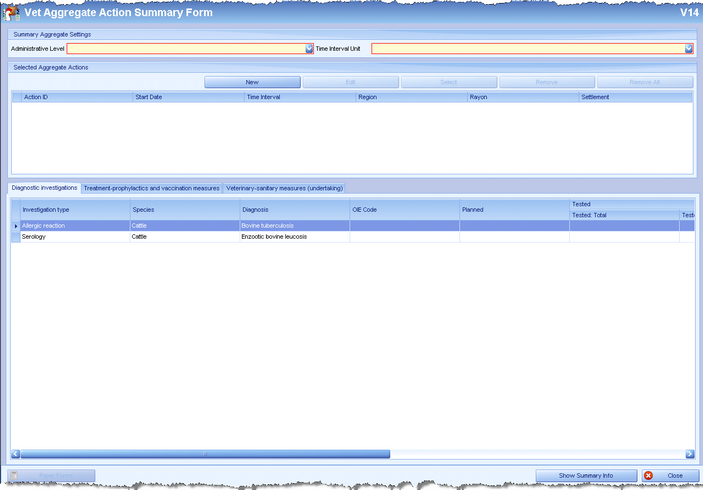 Vet Aggregate Action Summary Form V14
Summary Aggregate Settings
Administrative Level Time Interval Unit
Selected Aggregate Actions
New Edit Select Remove Remove All
Action ID Start Date Time Interval Region Rayon Settlement
Diagnostic investigations Treatment-prophylactics and vaccination measures Veterinary-sanitary measures (undertaking)
Tested
Investigation type Species Diagnosis OIE Code Planned
Tested: Total Teste
Allergic reaction Cattle Bovine tuberculosis
Serology Cattle Enzootic bovine leucosis
Show Summary Info Close